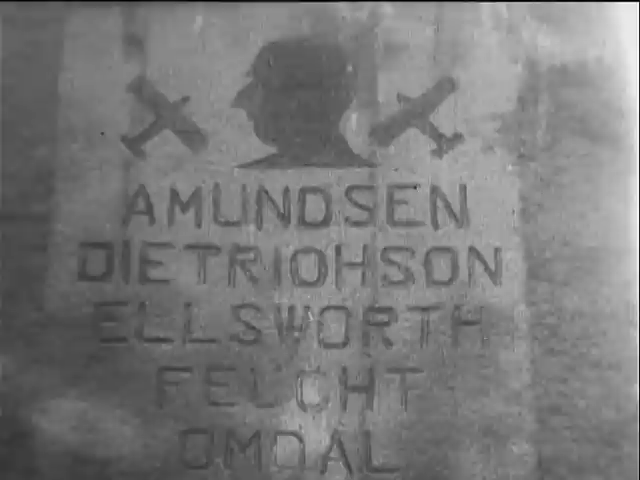 AMUNDSEN
DIETRIOHSON
ELLSWORTH
FEUCHT
OMDAL